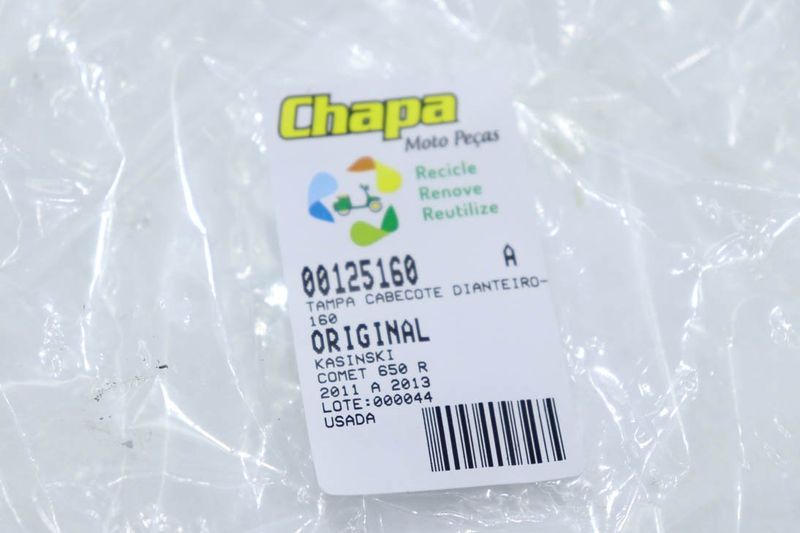 Chapa
Moto Peças
Recicle
Renove
Reutilize
00125160 A
TAMPA CABECOTE DIANTEIRO-
160
ORIGINAL
KASINSKI
COMET 650 R
2011 A 2013
LOTE:000044
USADA